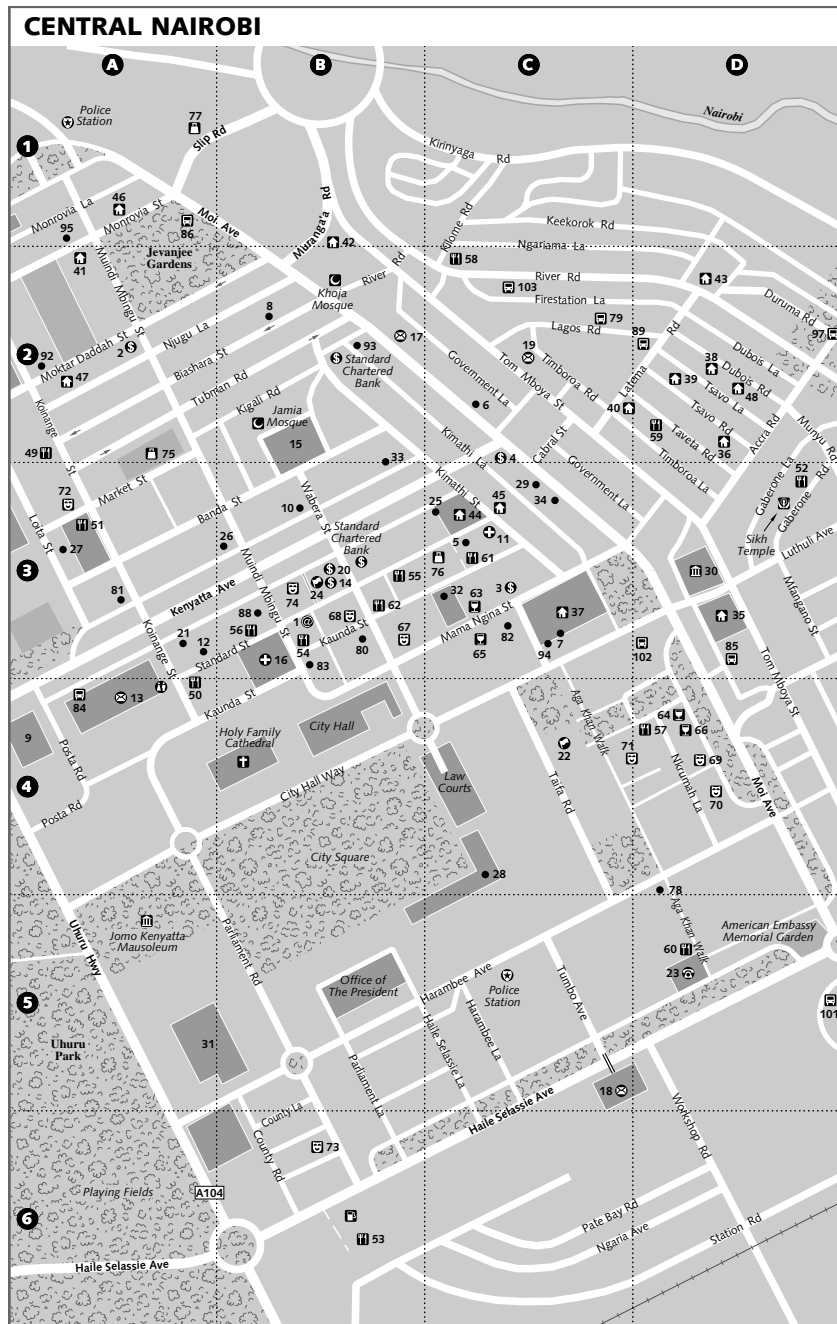 CENTRAL NAIROBI
A
B
C
D
1
Police
Station
77
Slip Rd
Nairobi
Kirinyaga Rd
Muranga'a Rd
46
Monrovia La
Monrovia St
Moi Ave
86
95
41
Jevanjee
Gardens
42
Kilome Rd
Keekorok Rd
Ngariama La
58
River Rd
103
River Rd
43
Firestation La
Duruma Rd
Khoja
Mosque
Muindi Mbingu St
8
79
97
Lagos Rd
89
2
Moktar Daddah St
2
Njugu La
93
17
19
Latema Rd
Dubois La
92
Biashara St
Standard
Chartered
Bank
Government La
Tom Mboya St
Timboroa Rd
38
Dubois Rd
47
Tubman Rd
39
48
Tsavo La
Koinange St
Kigali Rd
6
40
Tsavo Rd
Jamia
Mosque
15
Kimathi La
Cabral St
59
Taveta Rd
36
Accra Rd
Munyu Rd
49
75
33
4
Government La
Timboroa La
52
Gaberone La
Gaberone Rd
72
Market St
Banda St
10
Wabera St
Kimathi St
29
34
25
45
44
Sikh
Temple
Luthuli Ave
Loita St
51
27
26
Standard
Chartered
Bank
5
11
3
76
61
30
Mfangano St
81
Kenyatta Ave
Muindi Mbingu St
20
14
24
55
74
32
3
63
37
35
88
1
68
62
Mama Ngina St
21
12
56
Kaunda St
67
65
82
7
94
102
85
Koinange St
Standard St
16
54
83
80
Tom Mboya St
84
13
50
Kaunda St
Aga Khan Walk
9
Posta Rd
Holy Family
Cathedral
City Hall
64
57
66
22
71
69
Nkrumah La
4
City Hall Way
Law
Courts
Taifa Rd
70
Moi Ave
Posta Rd
City Square
28
78
Uhuru Hwy
Jomo Kenyatta
Mausoleum
Parliament Rd
Aga Khan Walk
American Embassy
Memorial Garden
60
23
Office of
The President
Harambee Ave
Police
Station
Tumbo Ave
5
Uhuru
Park
31
Haile Selassie La
Harambee La
101
Parliament La
18
County La
Haile Selassie Ave
Workshop Rd
County Rd
73
Playing Fields
A104
6
53
Pate Bay Rd
Ngaria Ave
Station Rd
Haile Selassie Ave